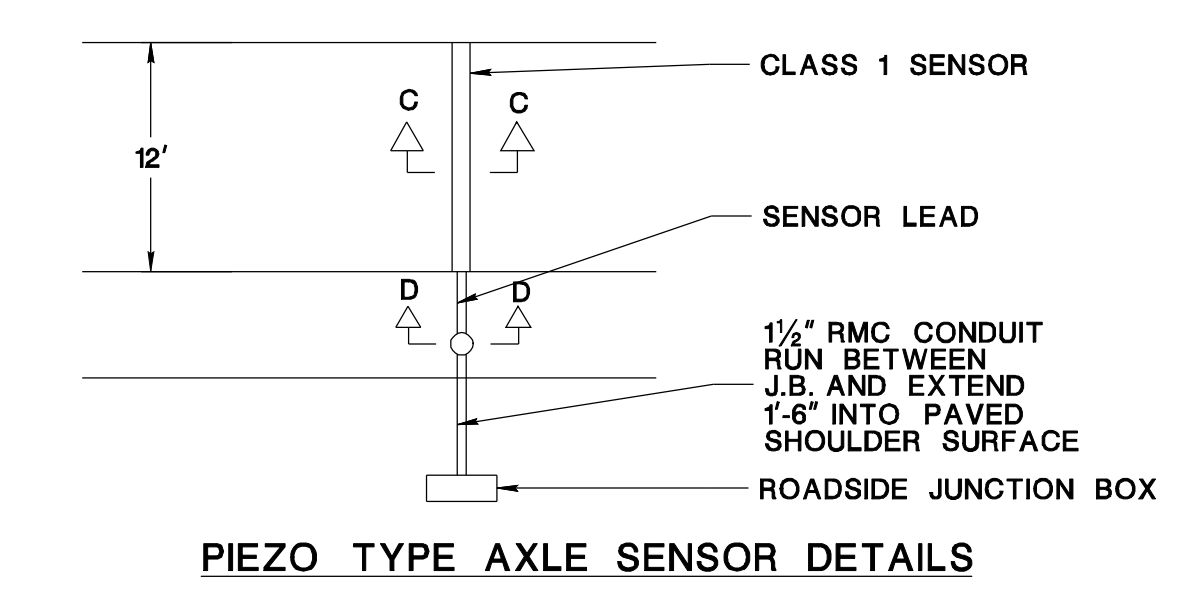 CLASS 1 SENSOR
C C
12'
SENSOR LEAD
D D
1½" RMC CONDUIT
RUN BETWEEN
J.B. AND EXTEND
1'-6" INTO PAVED
SHOULDER SURFACE
ROADSIDE JUNCTION BOX
PIEZO TYPE AXLE SENSOR DETAILS